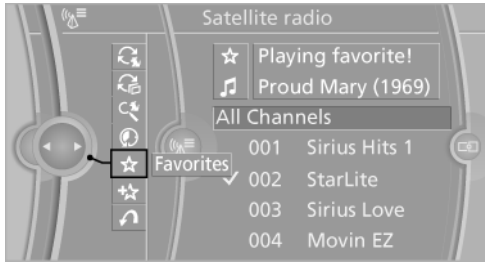 Satellite radio
Playing favorite!
Proud Mary (1969)
All Channels
001 Sirius Hits 1
Favorites
002 StarLite
003 Sirius Love
004 Movin EZ